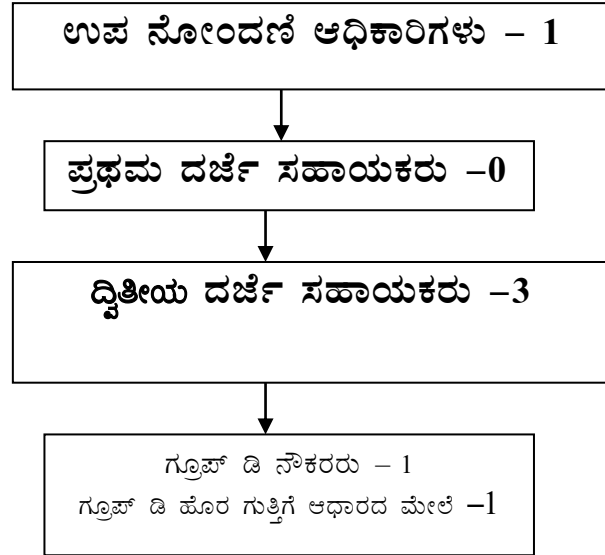 ಉಪ ನೋಂದಣಿ ಆಧಿಕಾರಿಗಳು – 1
ಪ್ರಥಮ ದರ್ಜೆ ಸಹಾಯಕರು –0
ದ್ವಿತೀಯ ದರ್ಜೆ ಸಹಾಯಕರು –3
ಗ್ರೂಪ್ ಡಿ ನೌಕರರು – 1
ಗ್ರೂಪ್ ಡಿ ಹೊರ ಗುತ್ತಿಗೆ ಆಧಾರದ ಮೇಲೆ –1